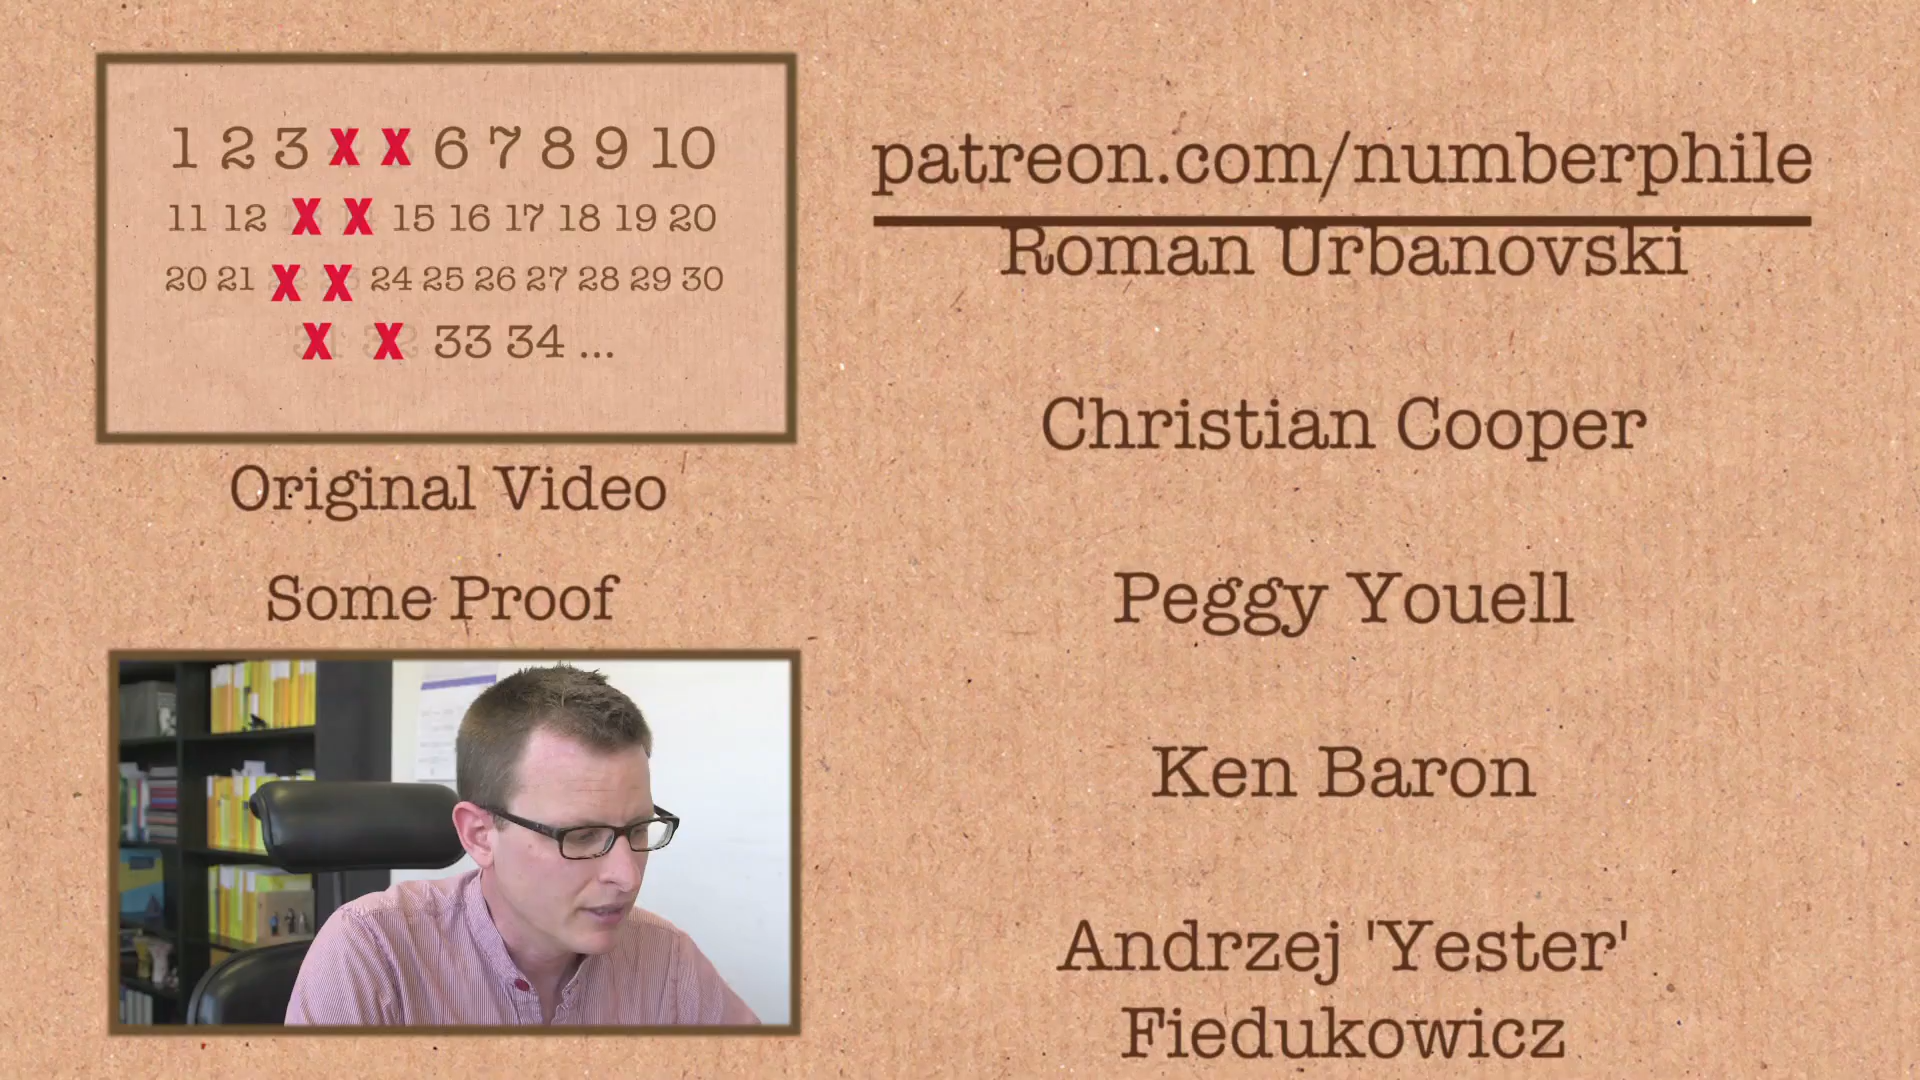 1 2 3 X X 6 7 8 9 10
11 12 X X 15 16 17 18 19 20
20 21 X X 24 25 26 27 28 29 30
X X 33 34 ...
Original Video
Some Proof
patreon.com/numberphile
Roman Urbanovski
Christian Cooper
Peggy Youell
Ken Baron
Andrzej 'Yester'
Fiedukowicz